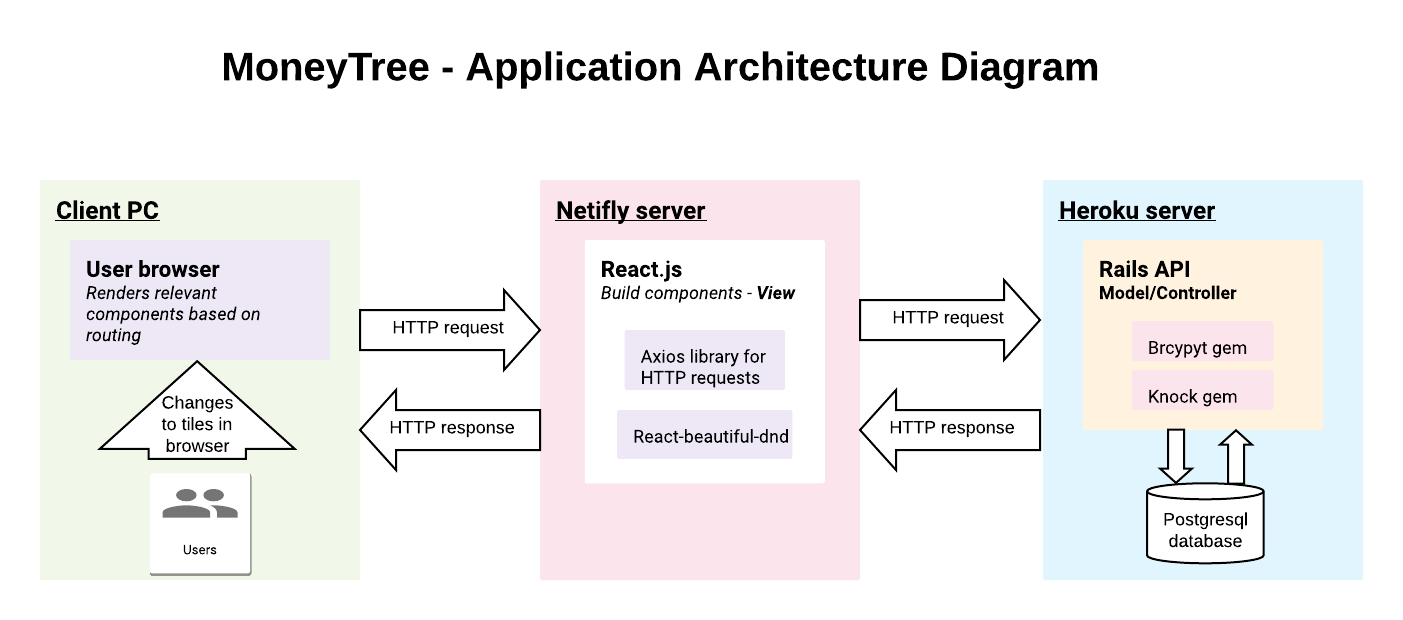 MoneyTree - Application Architecture Diagram
Client PC
User browser
Renders relevant
components based on
routing
Changes
to tiles in
browser
Users
HTTP request
HTTP response
Netifly server
React.js
Build components - View
Axios library for
HTTP requests
React-beautiful-dnd
HTTP request
HTTP response
Heroku server
Rails API
Model/Controller
Brcypyt gem
Knock gem
Postgresql
database